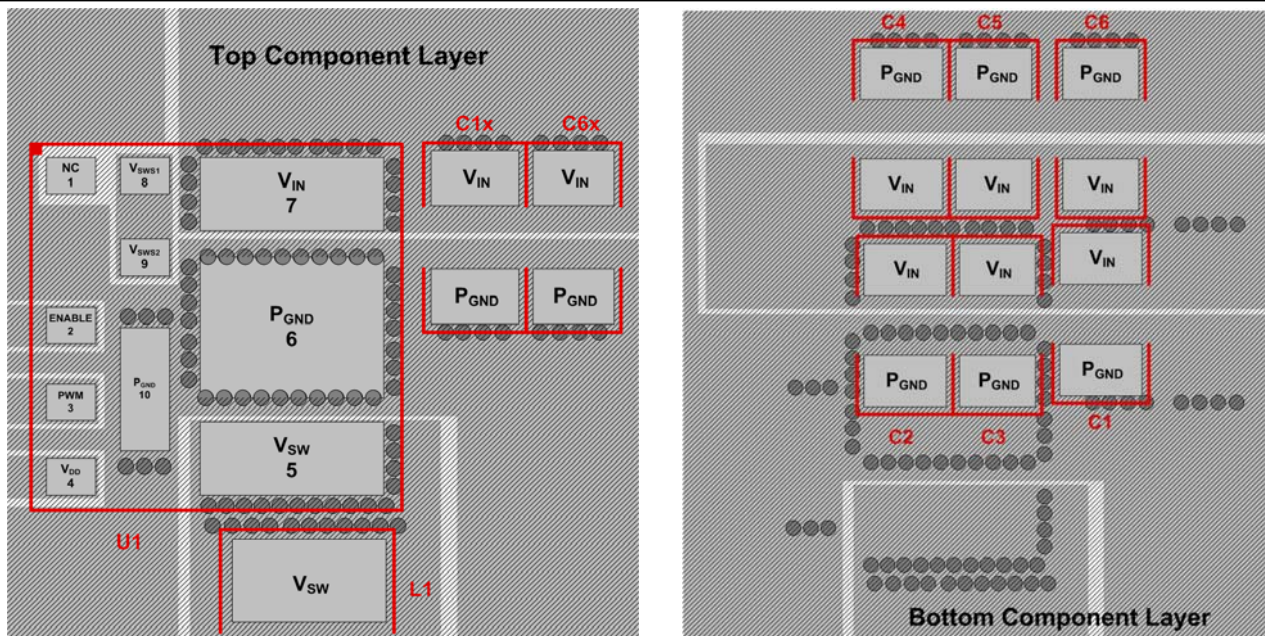 Top Component Layer
C1x C6x
NC
1
VSWS1
8
VIN
7
VIN VIN
VSWS2
9
ENABLE
2
PGND
6
PGND PGND
PGND
10
PWM
3
VDD
4
VSW
5
U1
VSW
L1
C4 C5 C6
PGND PGND PGND
VIN VIN VIN
VIN VIN VIN
PGND PGND PGND
C2 C3 C1
Bottom Component Layer